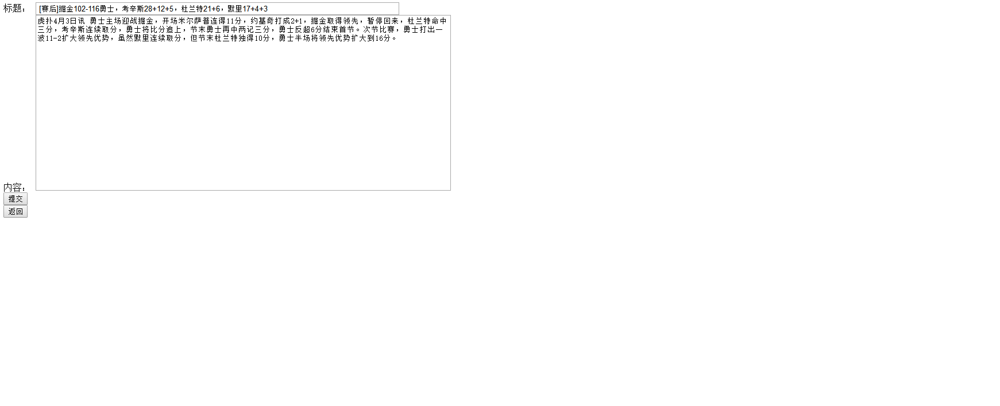 标题： [赛后]掘金102-116勇士，考辛斯28+12+5，杜兰特21+6，默里17+4+3
虎扑4月3日讯 勇士主场迎战掘金，开场米尔萨普连得11分，约基奇打成2+1，掘金取得领先，暂停回来，杜兰特命中
三分，考辛斯连续取分，勇士将比分追上，节末勇士再中两记三分，勇士反超6分结束首节。次节比赛，勇士打出一
波11-2扩大领先优势，虽然默里连续取分，但节末杜兰特独得10分，勇士半场将领先优势扩大到16分。
内容：
提交
返回